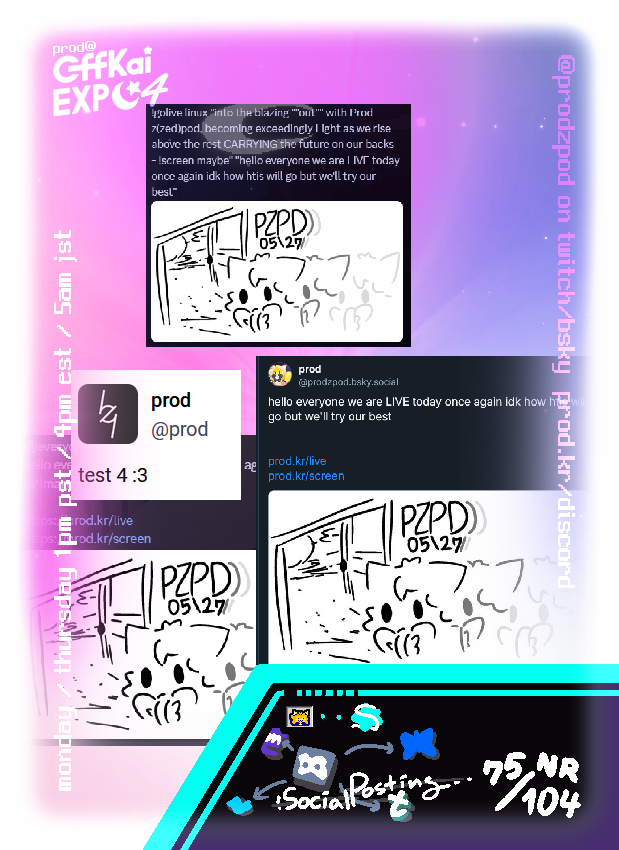 prod@
OffKai
EXPO4
!golive linux "into the blazing ""out"" with Prod
z(zed)pod, becoming exceedingly Light as we rise
above the rest CARRYING the future on our backs
- !screen maybe" "hello everyone we are LIVE today
once again idk how htis will go but we'll try our
best"
PZPD
05\27
@prodzpod on twitch/bsky prod.kr/discord
monday / thursday 1pm pst / 4pm est / 5am jst
prod
@prod
test 4 :3
prod.kr/live
prod.kr/screen
PZPD
05\27
prod
@prodzpod.bsky.social
hello everyone we are LIVE today once again idk how htis will
go but we'll try our best
prod.kr/live
prod.kr/screen
PZPD
05\27
!SocialPosting...
75/104
NR